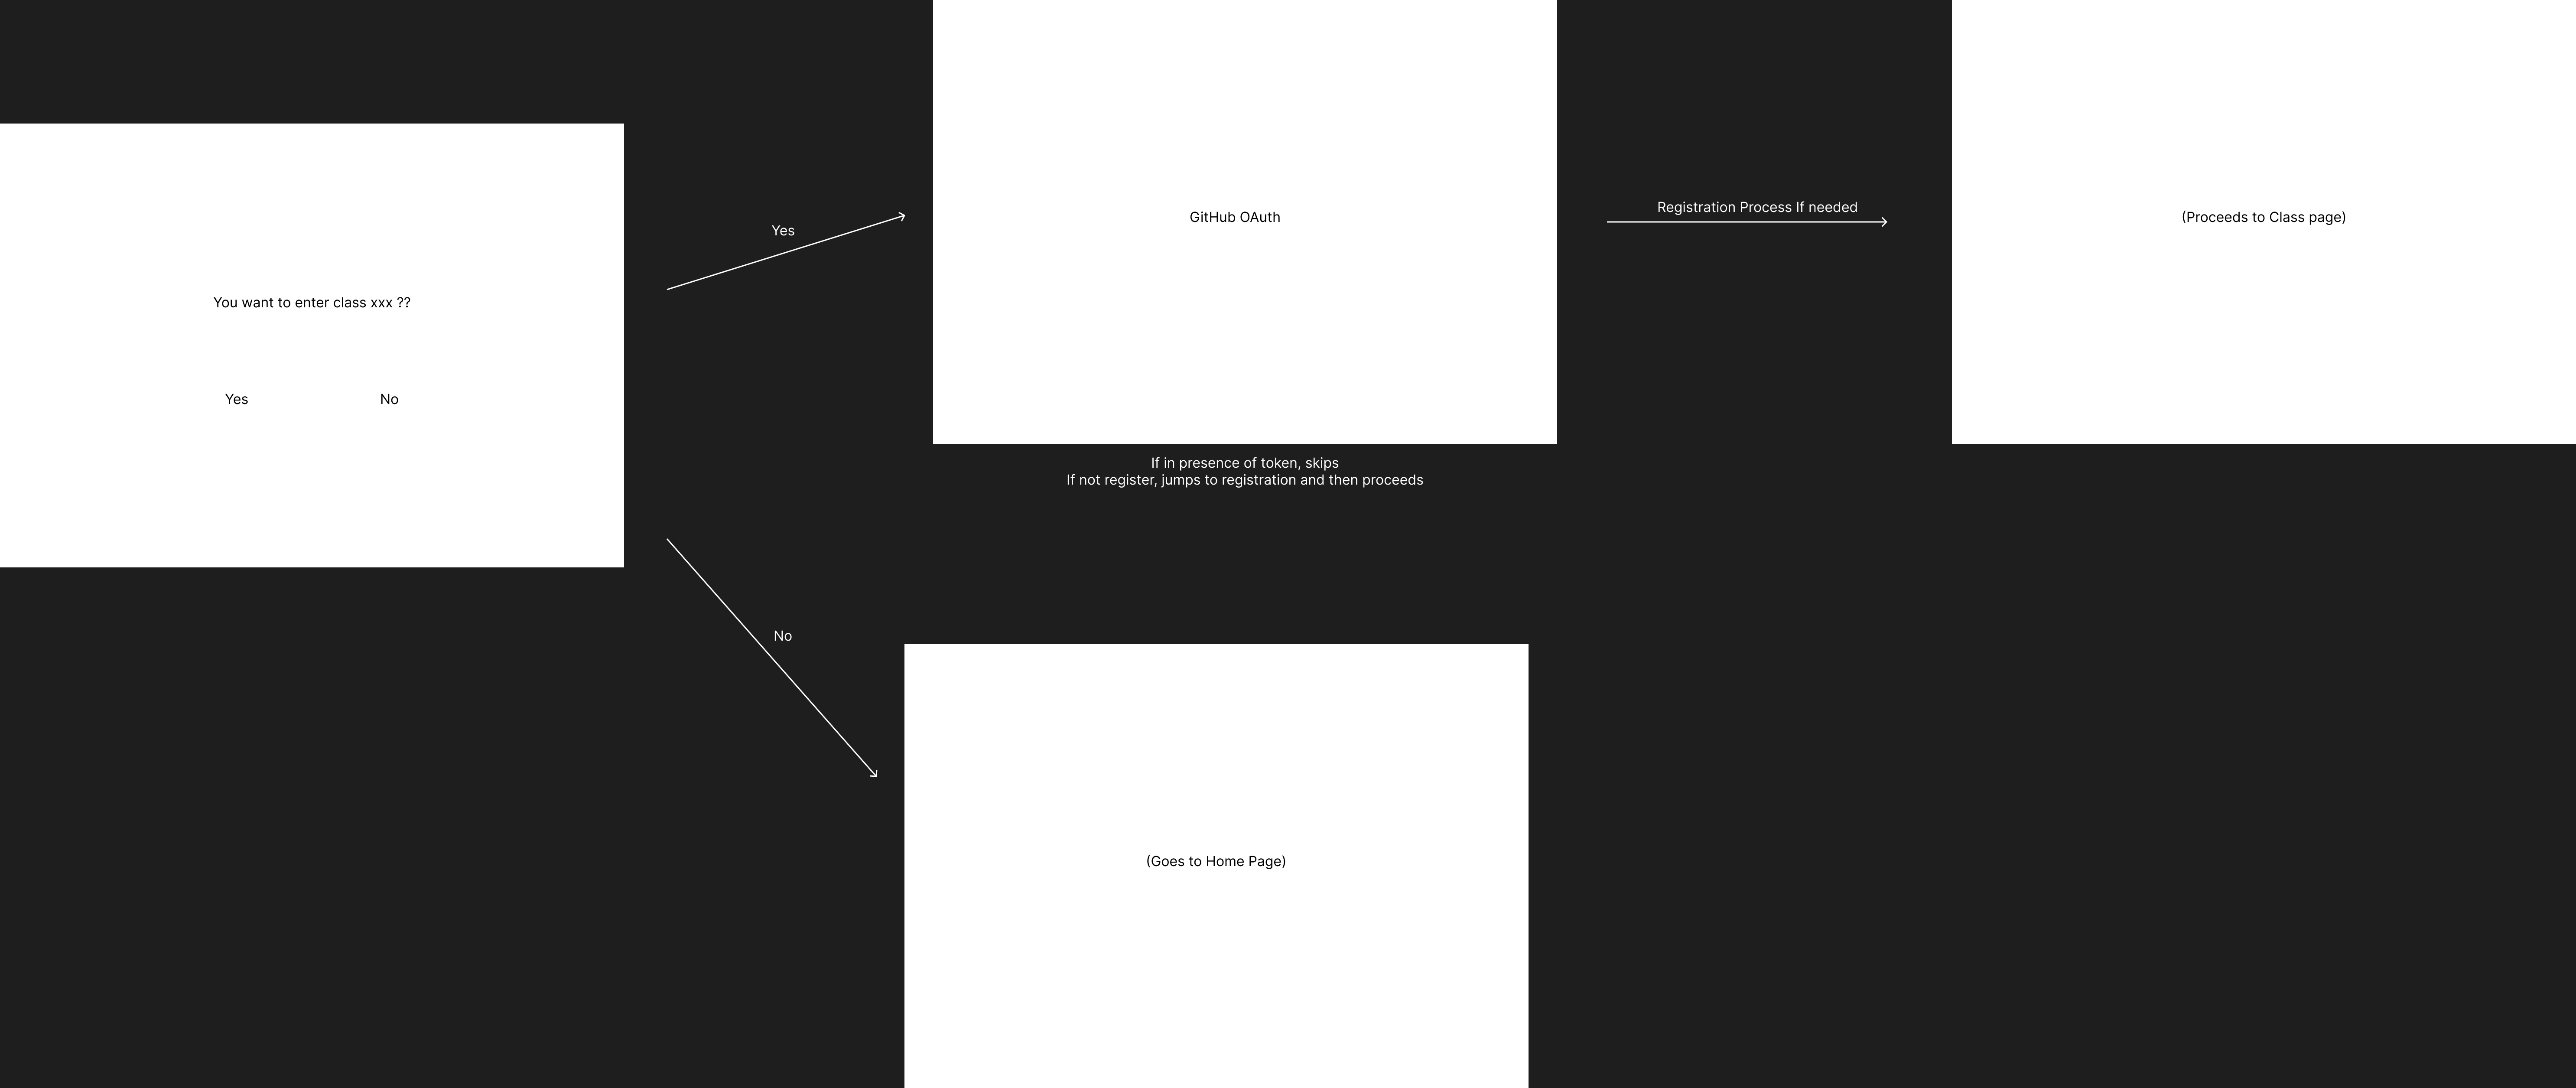 You want to enter class xxx ??
Yes
No
Yes
GitHub OAuth
If in presence of token, skips
If not register, jumps to registration and then proceeds
Registration Process If needed
(Proceeds to Class page)
No
(Goes to Home Page)